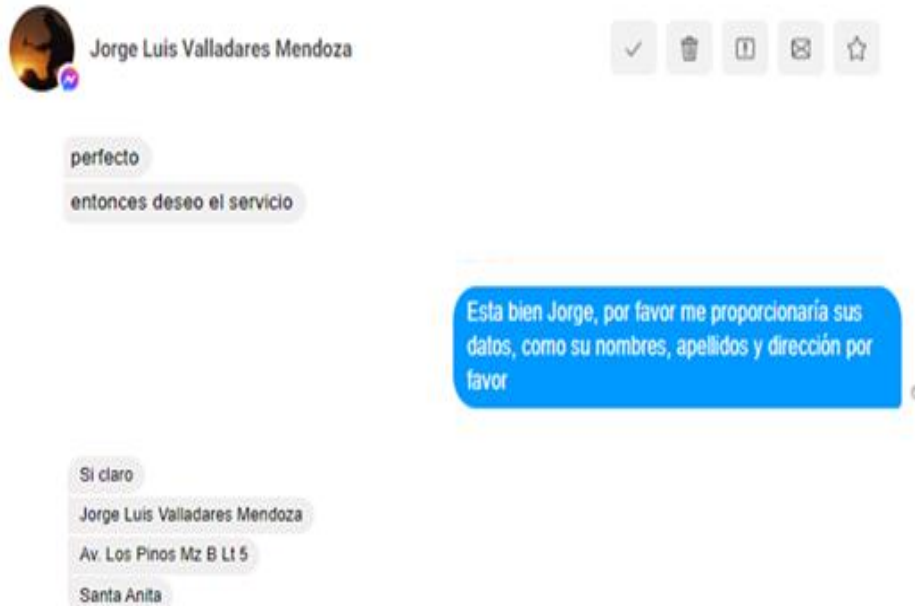 Jorge Luis Valladares Mendoza
perfecto
entonces deseo el servicio
Esta bien Jorge, por favor me proporcionaría sus
datos, como su nombres, apellidos y dirección por
favor
Si claro
Jorge Luis Valladares Mendoza
Av. Los Pinos Mz B Lt 5
Santa Anita